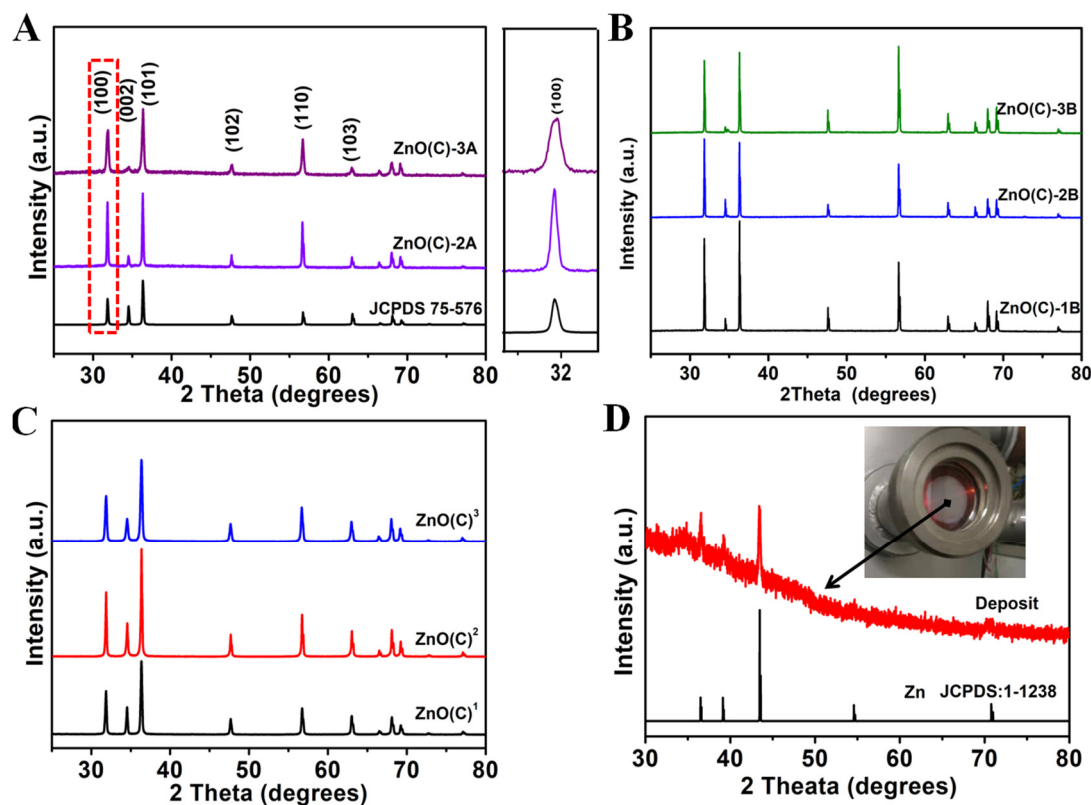 A
Intensity (a.u.)
(100)
(002)
(101)
(102)
(110)
(103)
ZnO(C)-3A
ZnO(C)-2A
JCPDS 75-576
30 40 50 60 70 80
2 Theta (degrees)
(100)
32
B
Intensity (a.u.)
ZnO(C)-3B
ZnO(C)-2B
ZnO(C)-1B
30 40 50 60 70 80
2Theta (degrees)
C
Intensity (a.u.)
ZnO(C)³
ZnO(C)²
ZnO(C)¹
30 40 50 60 70 80
2 Theta (degrees)
D
Intensity (a.u.)
Deposit
Zn JCPDS:1-1238
30 40 50 60 70 80
2 Theata (degrees)